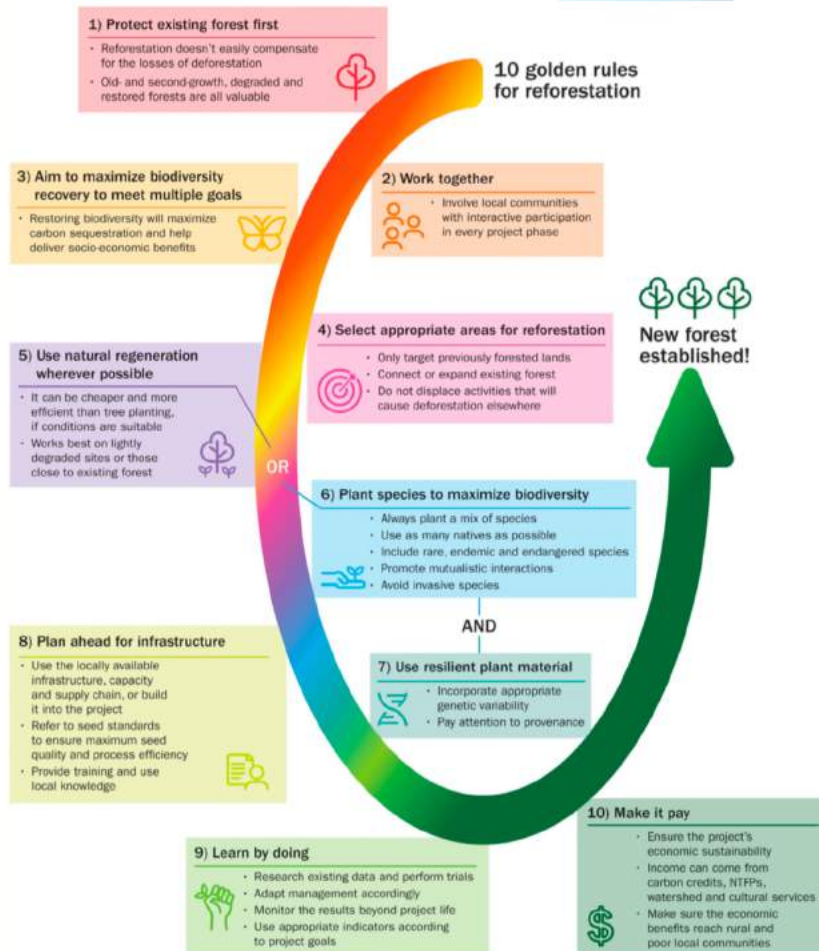 10 golden rules
for reforestation
1) Protect existing forest first
• Reforestation doesn't easily compensate
for the losses of deforestation
• Old- and second-growth, degraded and
restored forests are all valuable
2) Work together
• Involve local communities
with interactive participation
in every project phase
3) Aim to maximize biodiversity
recovery to meet multiple goals
• Restoring biodiversity will maximize
carbon sequestration and help
deliver socio-economic benefits
4) Select appropriate areas for reforestation
• Only target previously forested lands
• Connect or expand existing forest
• Do not displace activities that will
cause deforestation elsewhere
5) Use natural regeneration
wherever possible
• It can be cheaper and more
efficient than tree planting,
if conditions are suitable
• Works best on lightly
degraded sites or those
close to existing forest
OR
6) Plant species to maximize biodiversity
• Always plant a mix of species
• Use as many natives as possible
• Include rare, endemic and endangered species
• Promote mutualistic interactions
• Avoid invasive species
AND
7) Use resilient plant material
• Incorporate appropriate
genetic variability
• Pay attention to provenance
8) Plan ahead for infrastructure
• Use the locally available
infrastructure, capacity
and supply chain, or build
it into the project
• Refer to seed standards
to ensure maximum seed
quality and process efficiency
• Provide training and use
local knowledge
9) Learn by doing
• Research existing data and perform trials
• Adapt management accordingly
• Monitor the results beyond project life
• Use appropriate indicators according
to project goals
10) Make it pay
• Ensure the project's
economic sustainability
• Income can come from
carbon credits, NTFPs,
watershed and cultural services
• Make sure the economic
benefits reach rural and
poor local communities
$
New forest
established!